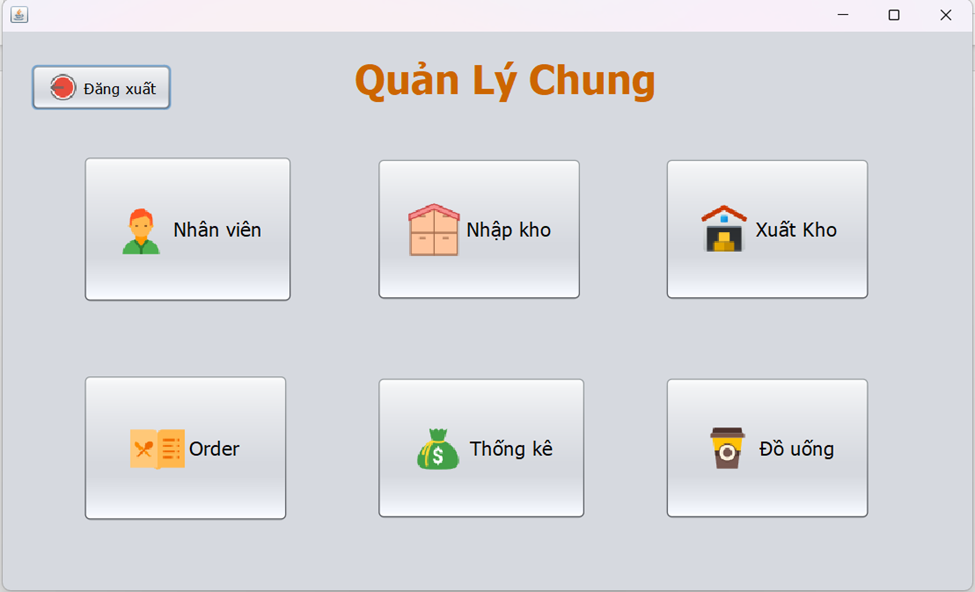 Quản Lý Chung
Đăng xuất
Nhân viên
Nhập kho
Xuất Kho
Order
$
Thống kê
Đồ uống